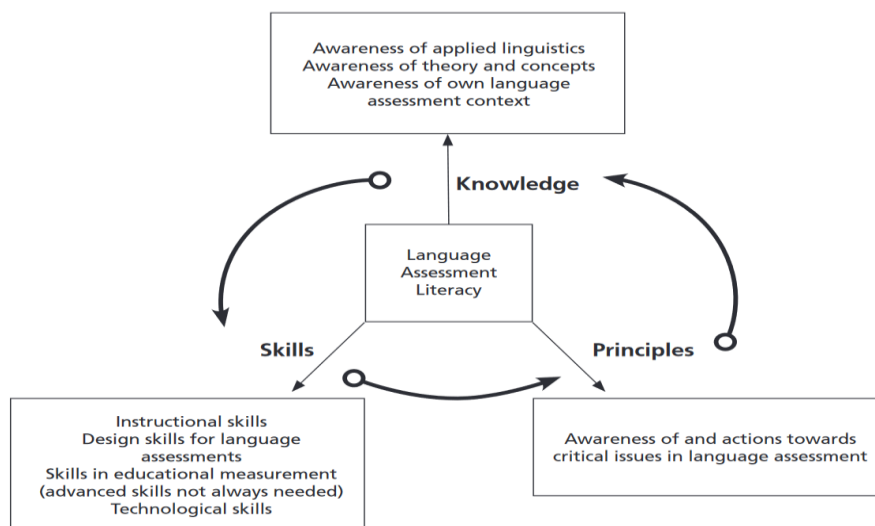 Awareness of applied linguistics
Awareness of theory and concepts
Awareness of own language
assessment context
Knowledge
Language
Assessment
Literacy
Skills
Principles
Instructional skills
Design skills for language
assessments
Skills in educational measurement
(advanced skills not always needed)
Technological skills
Awareness of and actions towards
critical issues in language assessment